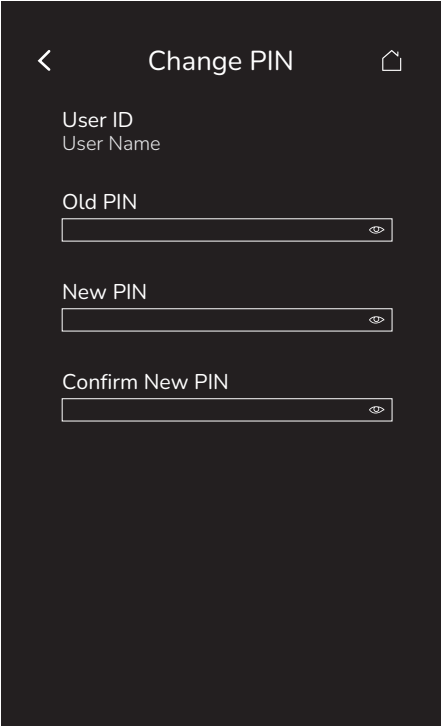 Change PIN
User ID
User Name
Old PIN
New PIN
Confirm New PIN